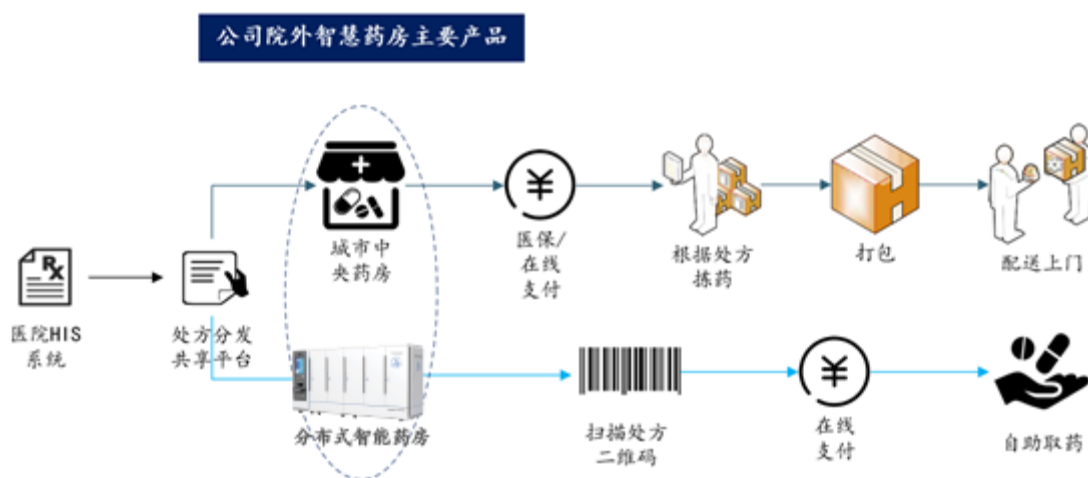 公司院外智慧药房主要产品
城市中
央药房
医保/
在线
支付
根据处方
拣药
打包
配送上门
Rx
医院HIS
系统
处方分发
共享平台
分布式智能药房
扫描处方
二维码
在线
支付
自助取药